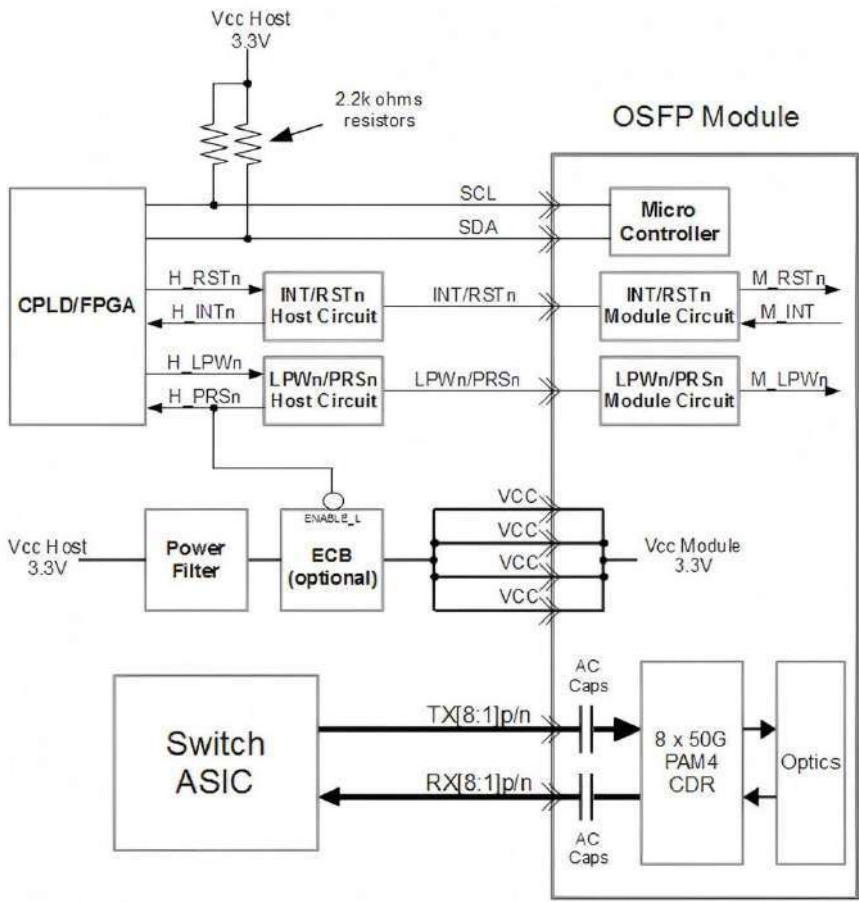 Vcc Host
3.3V
2.2k ohms
resistors
OSFP Module
SCL
Micro
Controller
SDA
CPLD/FPGA
H_RSTn
INT/RSTn
Host Circuit
INT/RSTn
INT/RSTn
Module Circuit
M_RSTn
H_INTn
M_INT
H_LPWn
LPWn/PRSn
Host Circuit
LPWn/PRSn
LPWn/PRSn
Module Circuit
M_LPWn
H_PRSn
VCC
ENABLE_L
Vcc Host
3.3V
Power
Filter
ECB
(optional)
VCC
VCC
VCC
Vcc Module
3.3V
Switch
ASIC
AC
Caps
TX[8:1]p/n
8 x 50G
PAM4
CDR
Optics
RX[8:1]p/n
AC
Caps